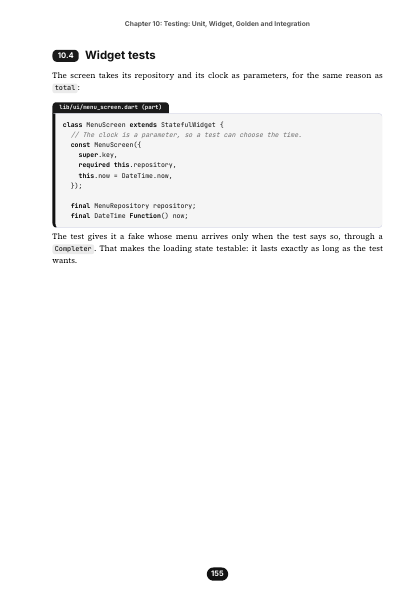 Chapter 10: Testing: Unit, Widget, Golden and Integration
10.4 Widget tests
The screen takes its repository and its clock as parameters, for the same reason as
total:
lib/ui/menu_screen.dart (part)
class MenuScreen extends StatefulWidget {
  // The clock is a parameter, so a test can choose the time.
  const MenuScreen({
    super.key,
    required this.repository,
    this.now = DateTime.now,
  });

  final MenuRepository repository;
  final DateTime Function() now;
The test gives it a fake whose menu arrives only when the test says so, through a
Completer. That makes the loading state testable: it lasts exactly as long as the test
wants.
155